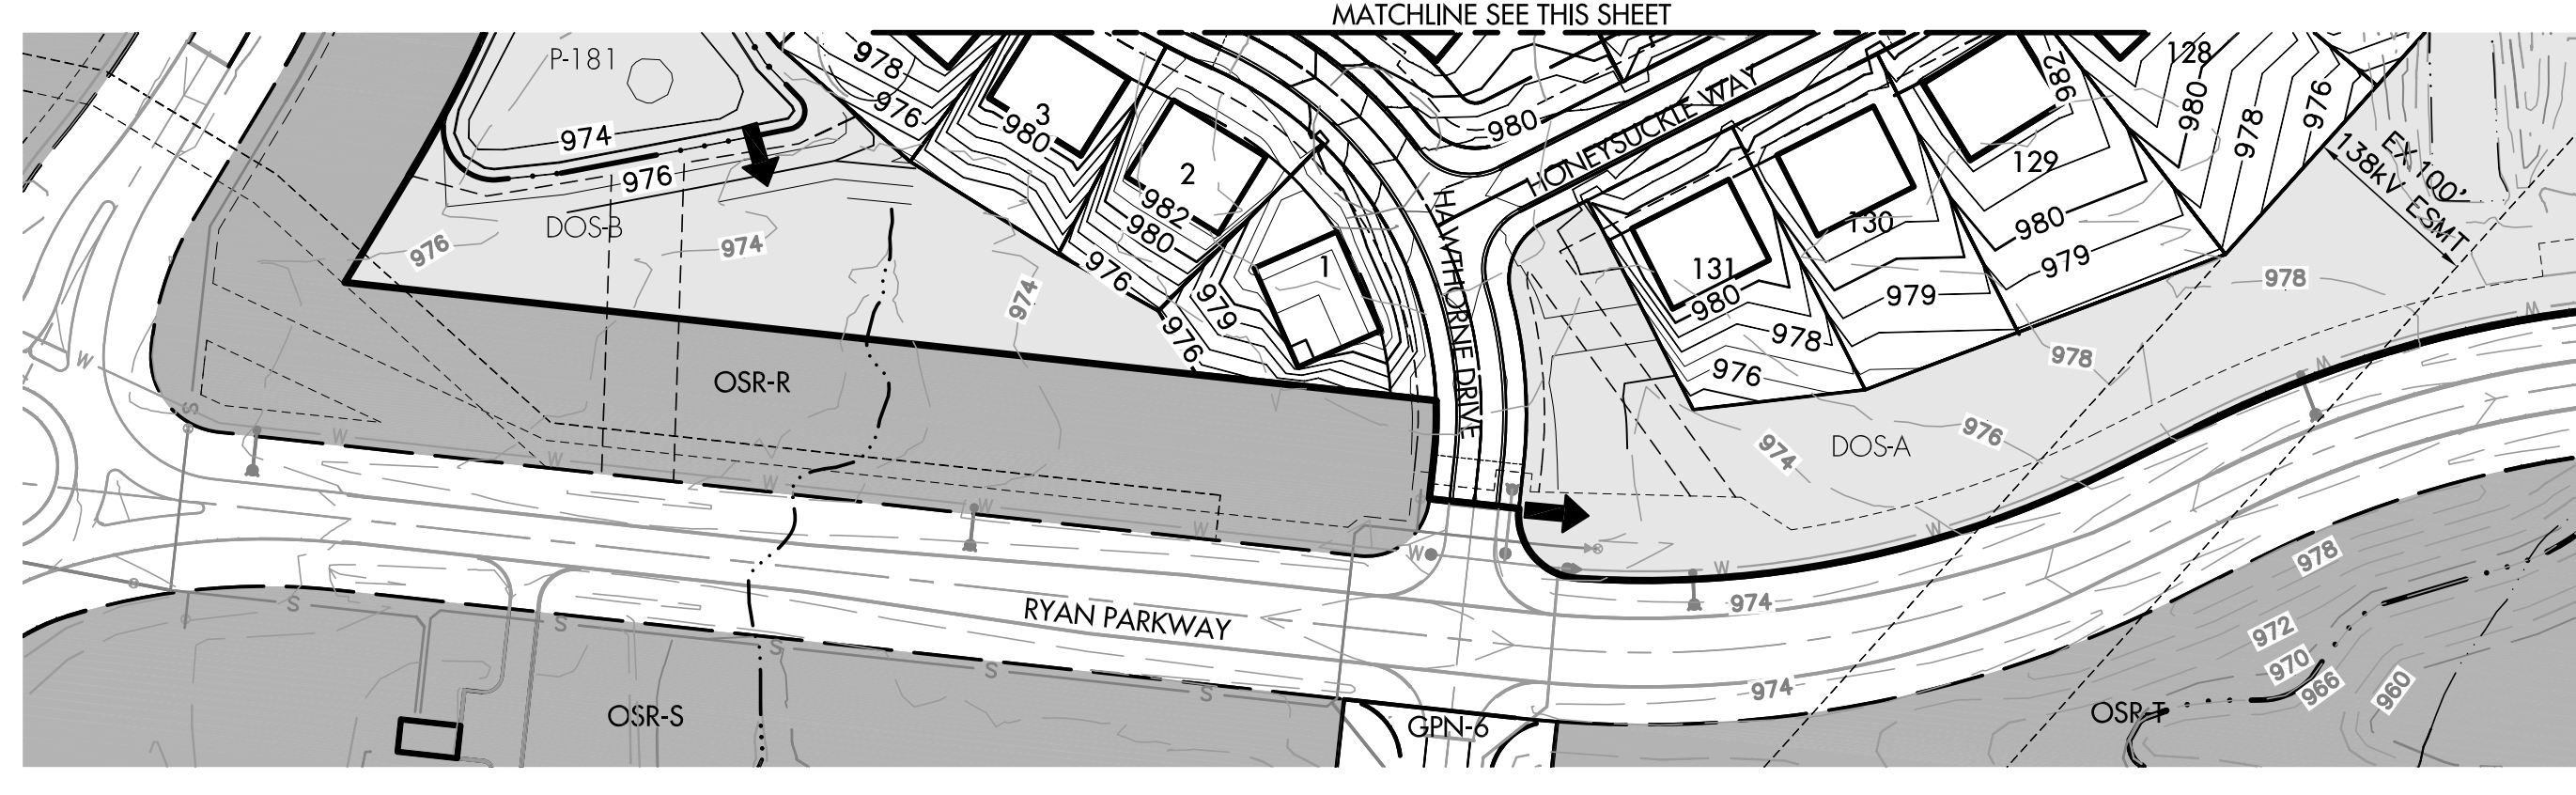 MATCHLINE SEE THIS SHEET
P-181
974
976
DOS-B
976
974
974
978
976
3
980
2
982
980
976
1
979
976
980
HONEYSUCKLE WAY
HAWTHORNE DRIVE
131
980
978
976
130
979
129
980
979
982
128
980
978
976
EX 100'
138kV ESMT
978
978
976
974
DOS-A
OSR-R
W
W
W
W
W
W
W
W
W
W
W
S
RYAN PARKWAY
974
974
S
S
S
S
S
OSR-S
GPN-6
OSR-T
978
972
970
966
960